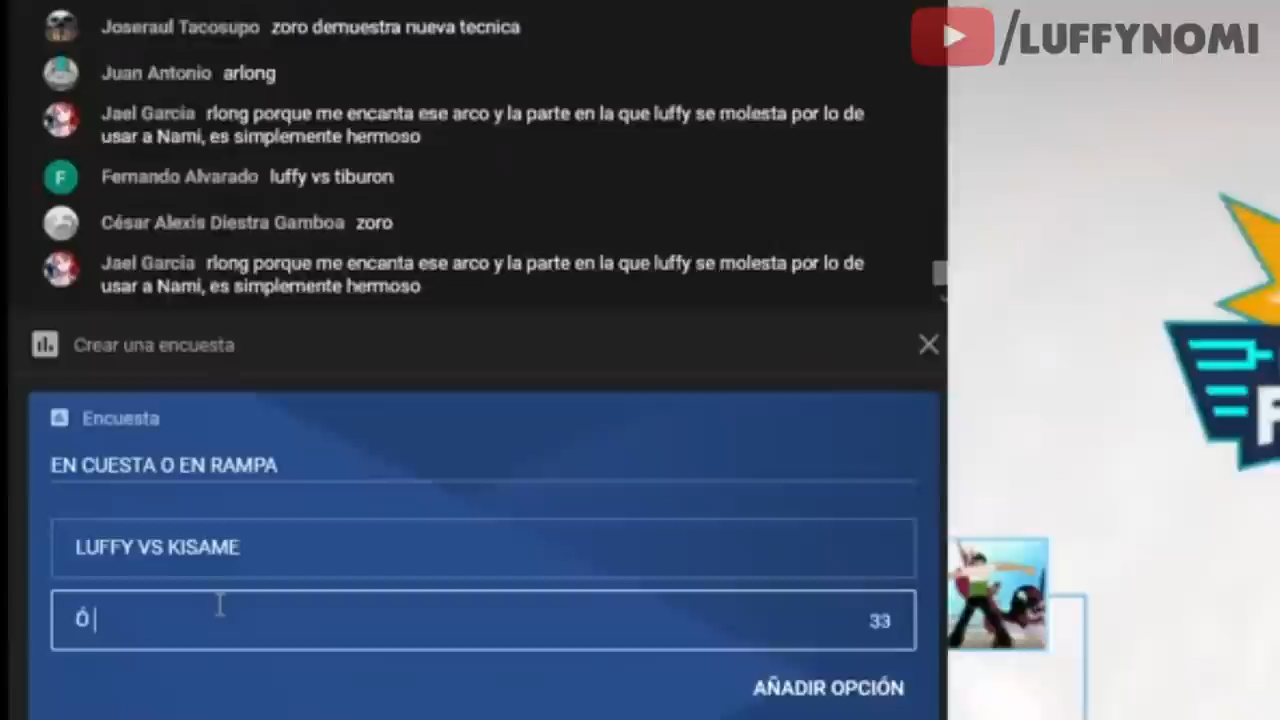 /LUFFYNOMI
Joseraul Tacosupo zoro demuestra nueva tecnica
Juan Antonio arlong
Jael Garcia rlong porque me encanta ese arco y la parte en la que luffy se molesta por lo de
usar a Nami, es simplemente hermoso
F Fernando Alvarado luffy vs tiburon
César Alexis Diestra Gamboa zoro
Jael Garcia rlong porque me encanta ese arco y la parte en la que luffy se molesta por lo de
usar a Nami, es simplemente hermoso
Crear una encuesta
Encuesta
EN CUESTA O EN RAMPA
LUFFY VS KISAME
Ó 33
AÑADIR OPCIÓN